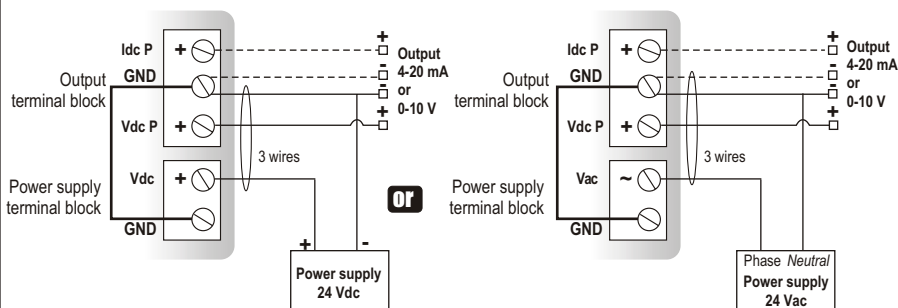 Idc P
+
GND
Output
terminal block
Vdc P
+
Vdc
+
Power supply
terminal block
GND
3 wires
+
-
-
+
Output
4-20 mA
or
0-10 V
+
-
Power supply
24 Vdc
or
Idc P
+
GND
Output
terminal block
Vdc P
+
Vac
~
Power supply
terminal block
GND
3 wires
+
-
-
+
Output
4-20 mA
or
0-10 V
Phase Neutral
Power supply
24 Vac